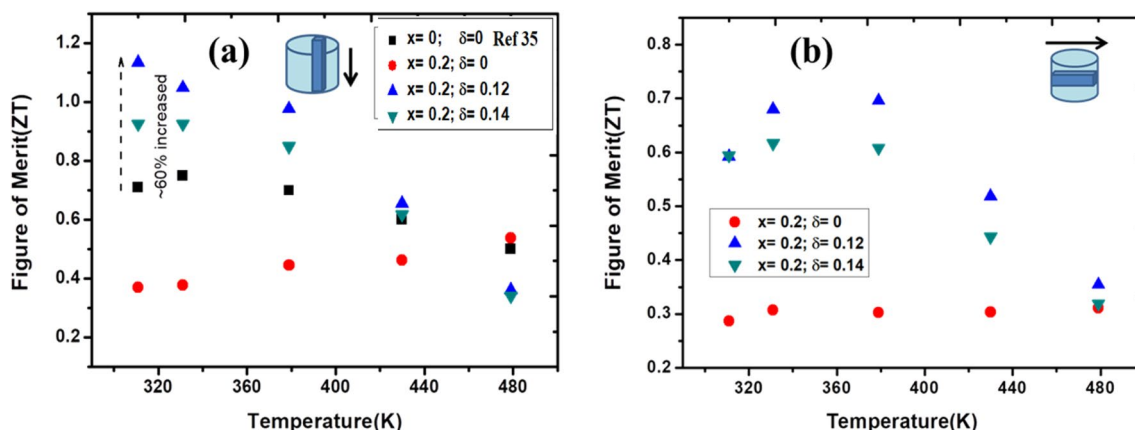 (a)
x= 0; δ=0 Ref 35
x= 0.2; δ= 0
x= 0.2; δ= 0.12
x= 0.2; δ= 0.14
~60% increased
Figure of Merit(ZT)
1.2
1.0
0.8
0.6
0.4
0.2
320 360 400 440 480
Temperature(K)
(b)
Figure of Merit(ZT)
0.8
0.7
0.6
0.5
0.4
0.3
0.2
x= 0.2; δ= 0
x= 0.2; δ= 0.12
x= 0.2; δ= 0.14
320 360 400 440 480
Temperature(K)